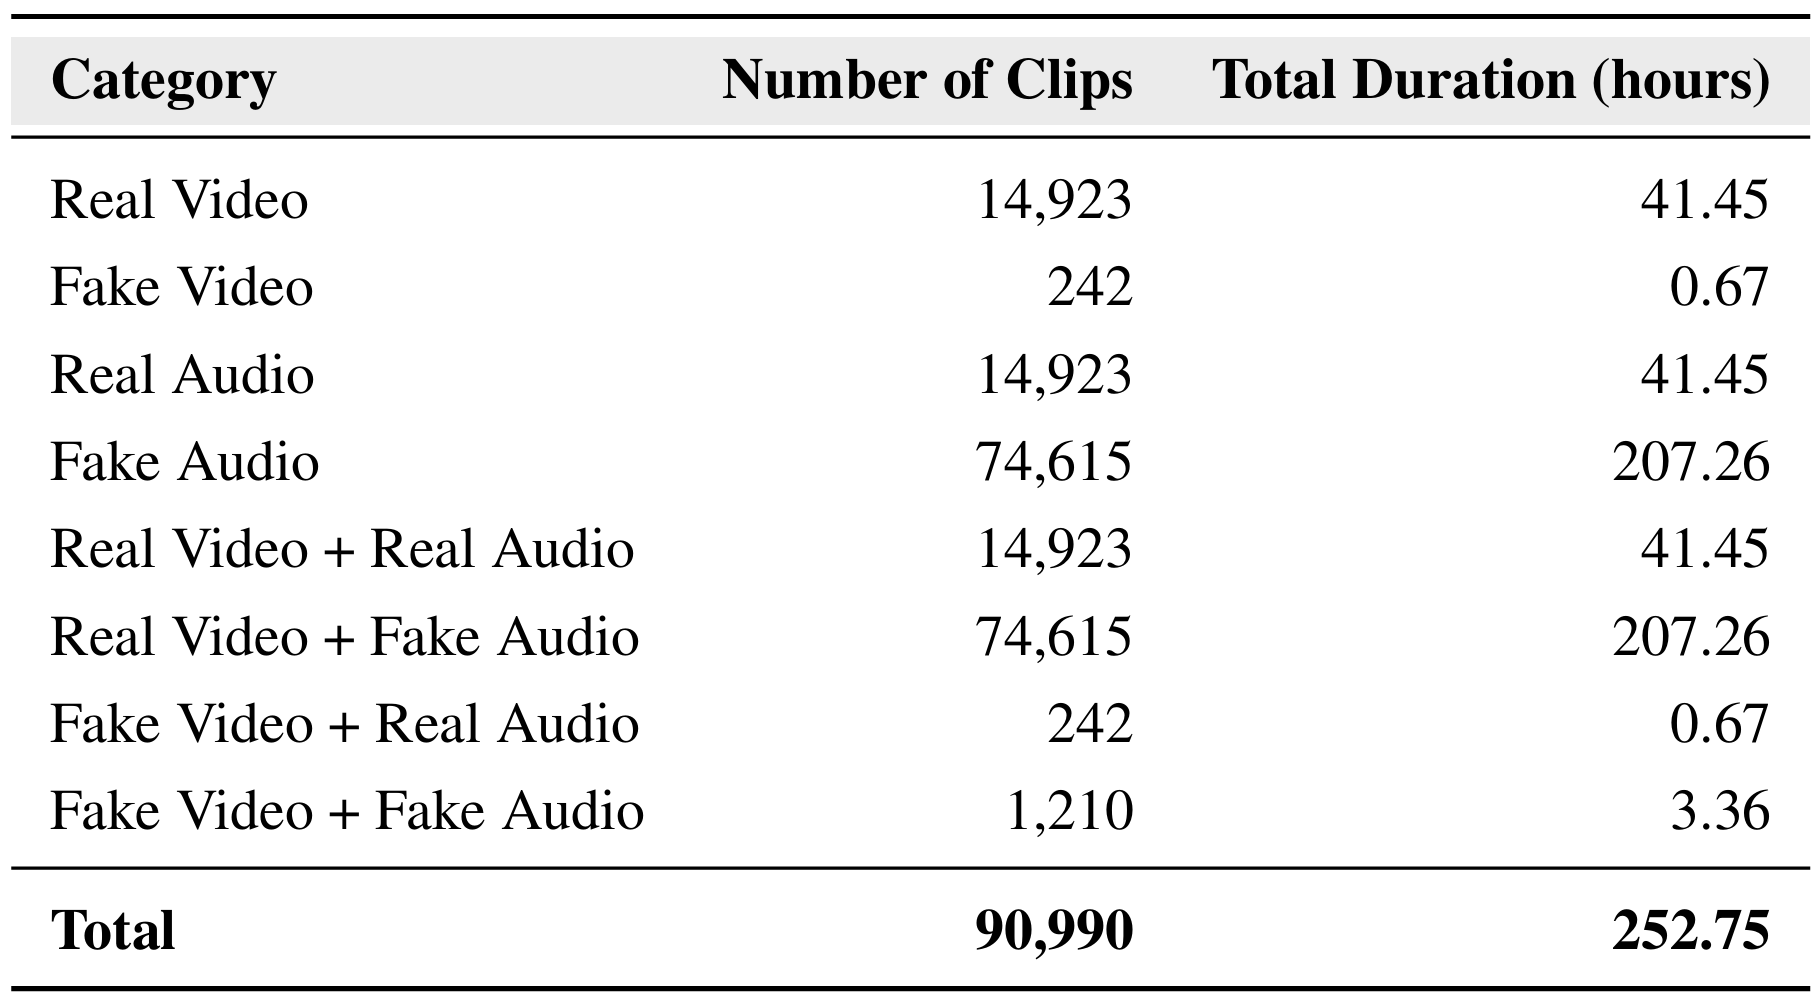 Category Number of Clips Total Duration (hours)
Real Video 14,923 41.45
Fake Video 242 0.67
Real Audio 14,923 41.45
Fake Audio 74,615 207.26
Real Video + Real Audio 14,923 41.45
Real Video + Fake Audio 74,615 207.26
Fake Video + Real Audio 242 0.67
Fake Video + Fake Audio 1,210 3.36
Total 90,990 252.75